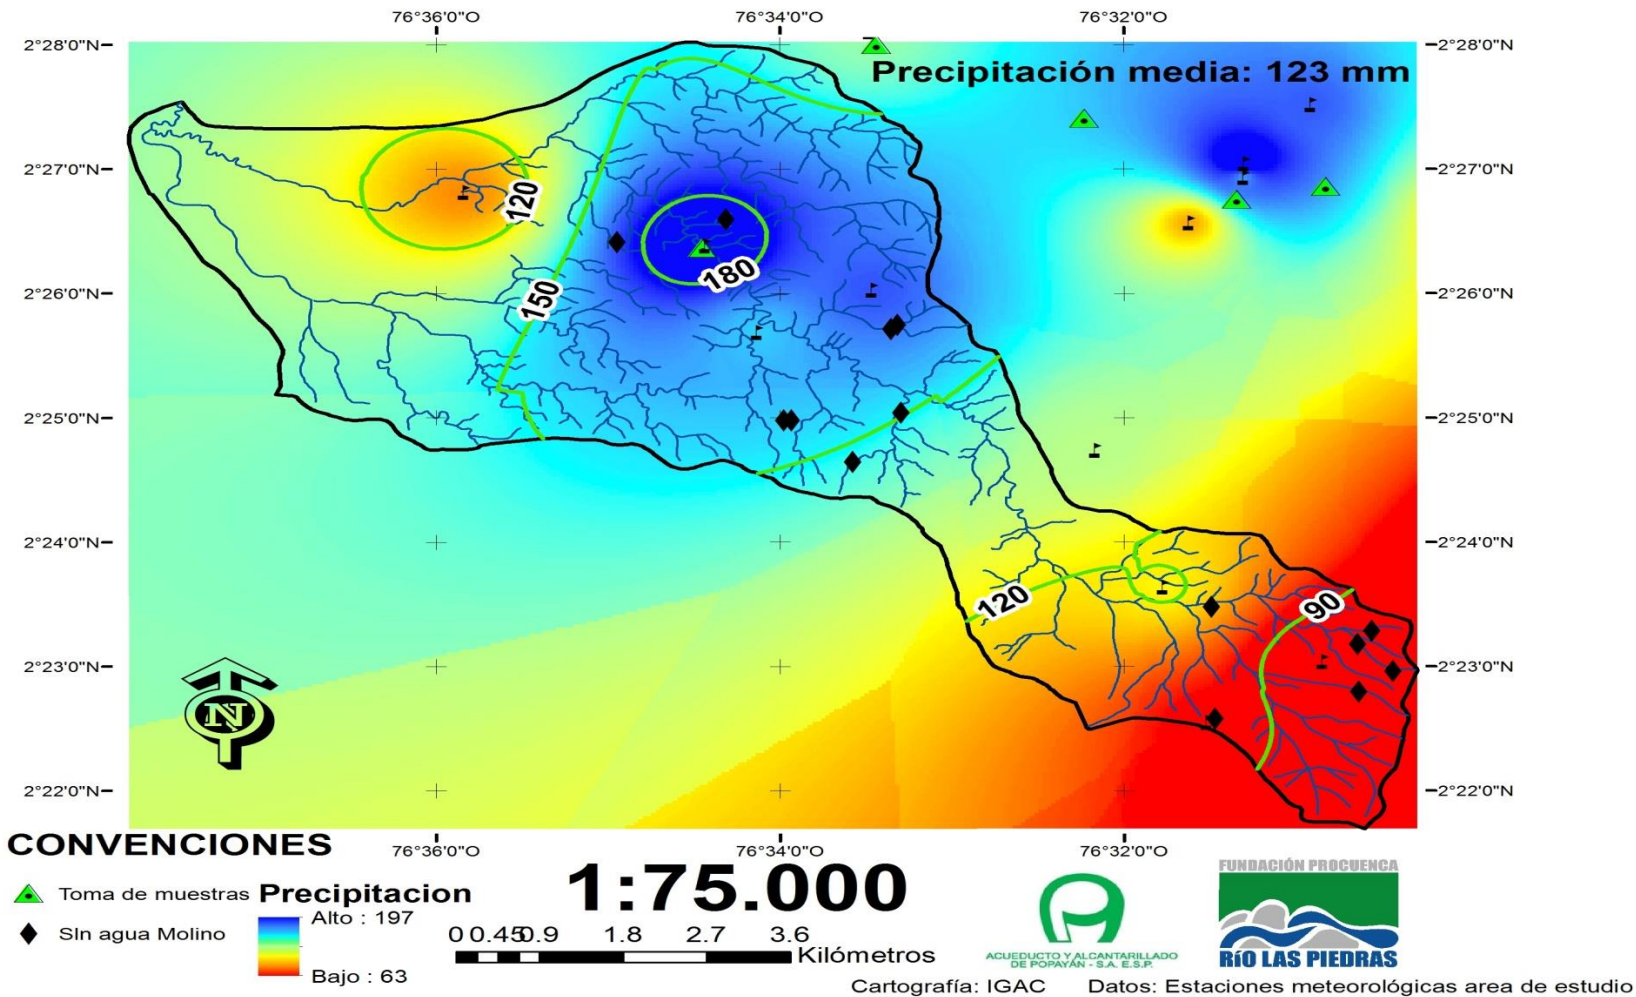 76°36'0"O 76°34'0"O 76°32'0"O
2°28'0"N 2°28'0"N
Precipitación media: 123 mm
2°27'0"N 2°27'0"N
120
180
2°26'0"N 2°26'0"N
150
2°25'0"N 2°25'0"N
2°24'0"N 2°24'0"N
120 90
2°23'0"N 2°23'0"N
N
2°22'0"N 2°22'0"N
76°36'0"O 76°34'0"O 76°32'0"O
CONVENCIONES
Toma de muestras
SIn agua Molino
Precipitacion
Alto : 197
Bajo : 63
1:75.000
0 0.45 0.9 1.8 2.7 3.6
Kilómetros
ACUEDUCTO Y ALCANTARILLADO
DE POPAYÁN - S.A. E.S.P.
FUNDACIÓN PROCUENCA
RÍO LAS PIEDRAS
Cartografía: IGAC Datos: Estaciones meteorológicas area de estudio